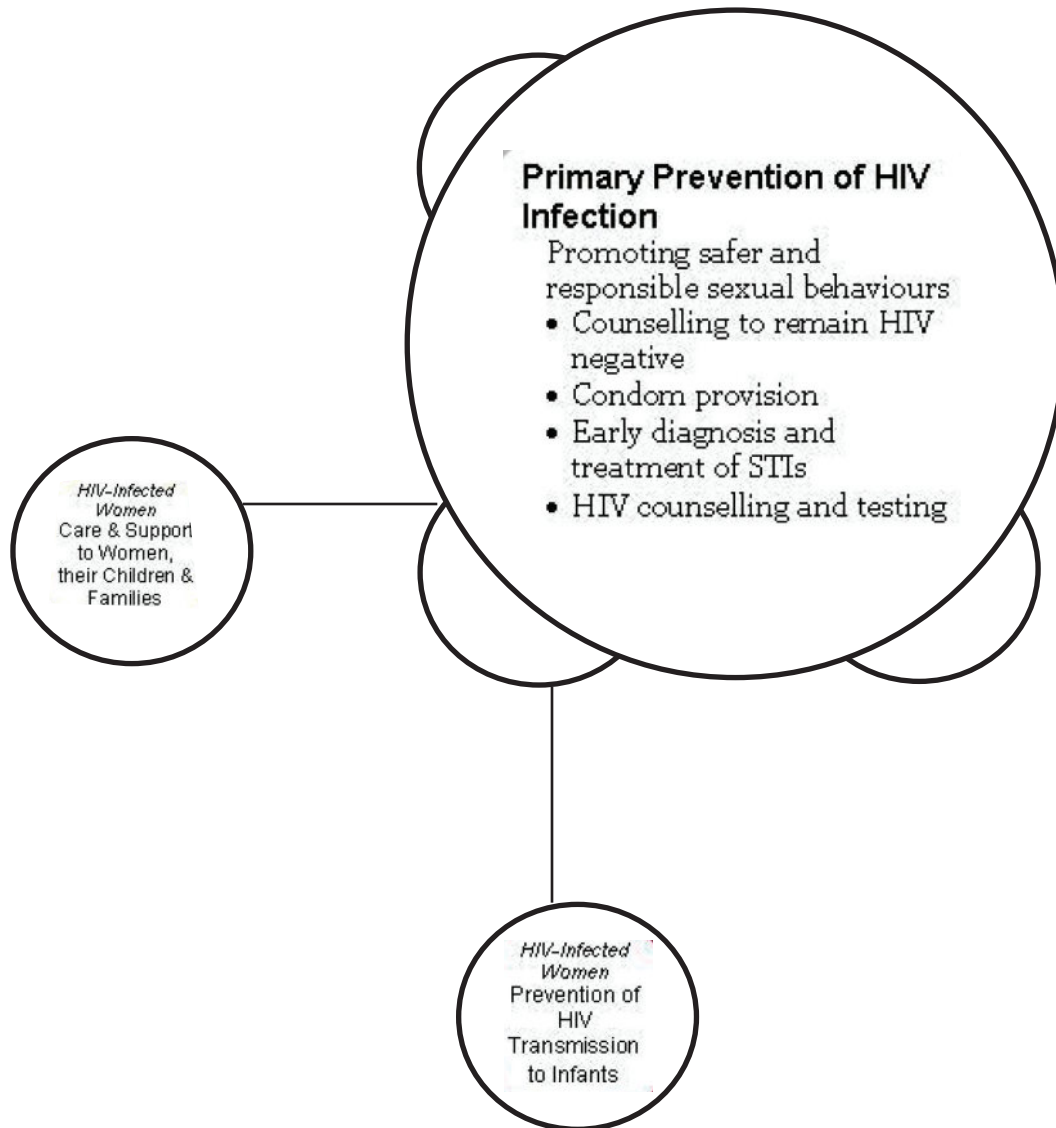 Primary Prevention of HIV
Infection
Promoting safer and
responsible sexual behaviours
• Counselling to remain HIV
negative
• Condom provision
• Early diagnosis and
treatment of STIs
• HIV counselling and testing
HIV-Infected
Women
Care & Support
to Women,
their Children &
Families
HIV-Infected
Women
Prevention of
HIV
Transmission
to Infants